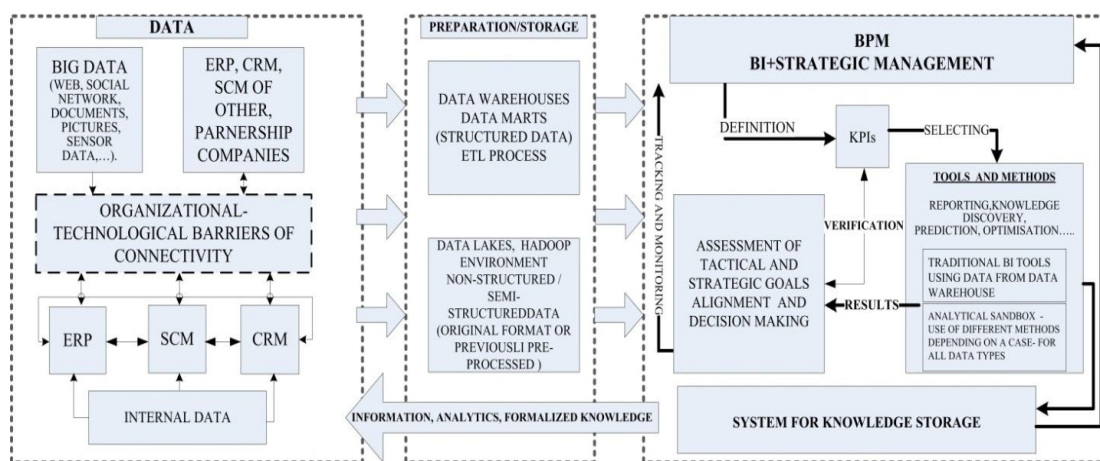 DATA
BIG DATA
(WEB, SOCIAL
NETWORK,
DOCUMENTS,
PICTURES,
SENSOR
DATA,…).
ERP, CRM,
SCM OF
OTHER,
PARNERSHIP
COMPANIES
ORGANIZATIONAL-
TECHNOLOGICAL BARRIERS OF
CONNECTIVITY
ERP
SCM
CRM
INTERNAL DATA
PREPARATION/STORAGE
DATA WAREHOUSES
DATA MARTS
(STRUCTURED DATA)
ETL PROCESS
DATA LAKES, HADOOP
ENVIRONMENT
NON-STRUCTURED /
SEMI-
STRUCTUREDDATA
(ORIGINAL FORMAT OR
PREVIOUSLI PRE-
PROCESSED )
INFORMATION, ANALYTICS, FORMALIZED KNOWLEDGE
BPM
BI+STRATEGIC MANAGEMENT
TRACKING AND MONITORING
DEFINITION
KPIs
SELECTING
VERIFICATION
ASSESSMENT OF
TACTICAL AND
STRATEGIC GOALS
ALIGNMENT AND
DECISION MAKING
RESULTS
TOOLS AND METHODS
REPORTING,KNOWLEDGE
DISCOVERY,
PREDICTION, OPTIMISATION…..
TRADITIONAL BI TOOLS
USING DATA FROM DATA
WAREHOUSE
ANALYTICAL SANDBOX -
USE OF DIFFERENT METHODS
DEPENDING ON A CASE- FOR
ALL DATA TYPES
SYSTEM FOR KNOWLEDGE STORAGE